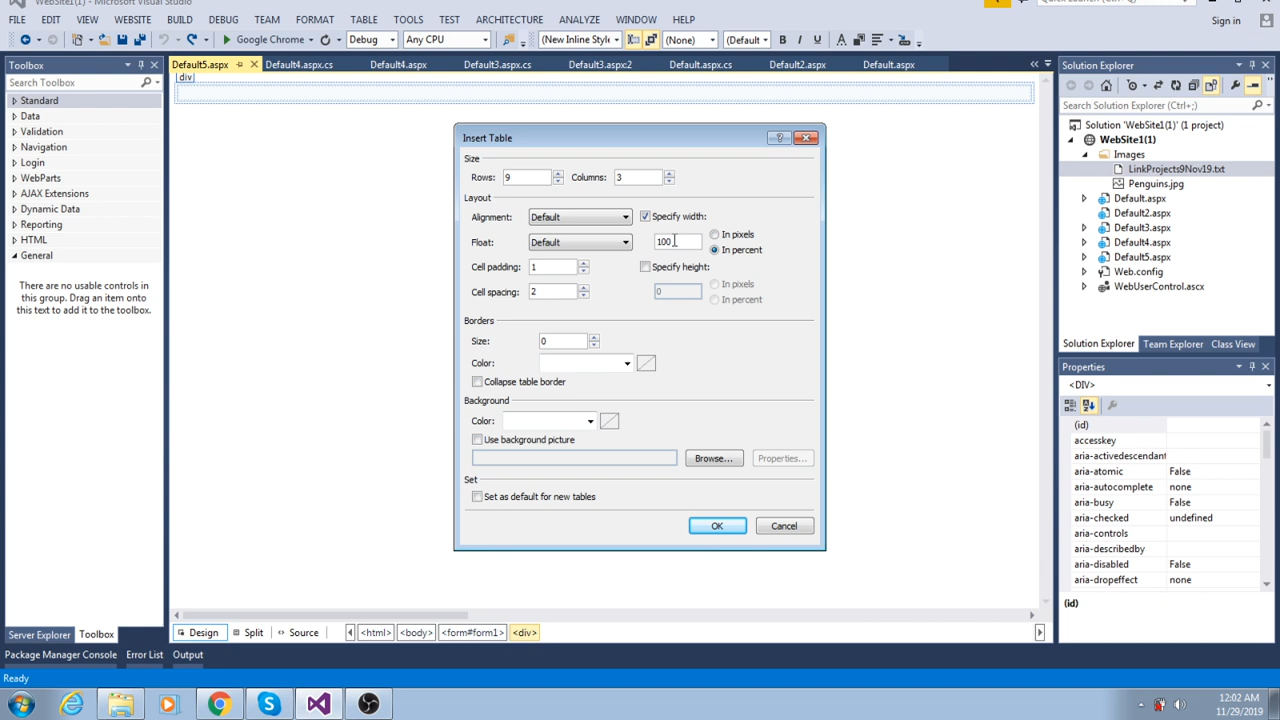 WebSite1(1) - Microsoft Visual Studio
Quick Launch (Ctrl+Q)
FILE EDIT VIEW WEBSITE BUILD DEBUG TEAM FORMAT TABLE TOOLS TEST ARCHITECTURE ANALYZE WINDOW HELP Sign in
Google Chrome Debug Any CPU (New Inline Style) (None) (Default) B I U A
Toolbox
Search Toolbox
Standard
Data
Validation
Navigation
Login
WebParts
AJAX Extensions
Dynamic Data
Reporting
HTML
General
There are no usable controls in
this group. Drag an item onto
this text to add it to the toolbox.
Server Explorer Toolbox
Default5.aspx Default4.aspx.cs Default4.aspx Default3.aspx.cs Default3.aspx2 Default.aspx.cs Default2.aspx Default.aspx
div
Insert Table
Size
Rows: 9 Columns: 3
Layout
Alignment: Default Specify width:
Float: Default 100 In pixels
In percent
Cell padding: 1 Specify height:
Cell spacing: 2 0 In pixels
In percent
Borders
Size: 0
Color:
Collapse table border
Background
Color:
Use background picture
Browse... Properties...
Set
Set as default for new tables
OK Cancel
Design Split Source <html> <body> <form#form1> <div>
Solution Explorer
Search Solution Explorer (Ctrl+;)
Solution 'WebSite1(1)' (1 project)
WebSite1(1)
Images
LinkProjects9Nov19.txt
Penguins.jpg
Default.aspx
Default2.aspx
Default3.aspx
Default4.aspx
Default5.aspx
Web.config
WebUserControl.ascx
Solution Explorer Team Explorer Class View
Properties
<DIV>
(id)
accesskey
aria-activedescendant
aria-atomic False
aria-autocomplete none
aria-busy False
aria-checked undefined
aria-controls
aria-describedby
aria-disabled False
aria-dropeffect none
(id)
Package Manager Console Error List Output
Ready
12:02 AM
11/29/2019